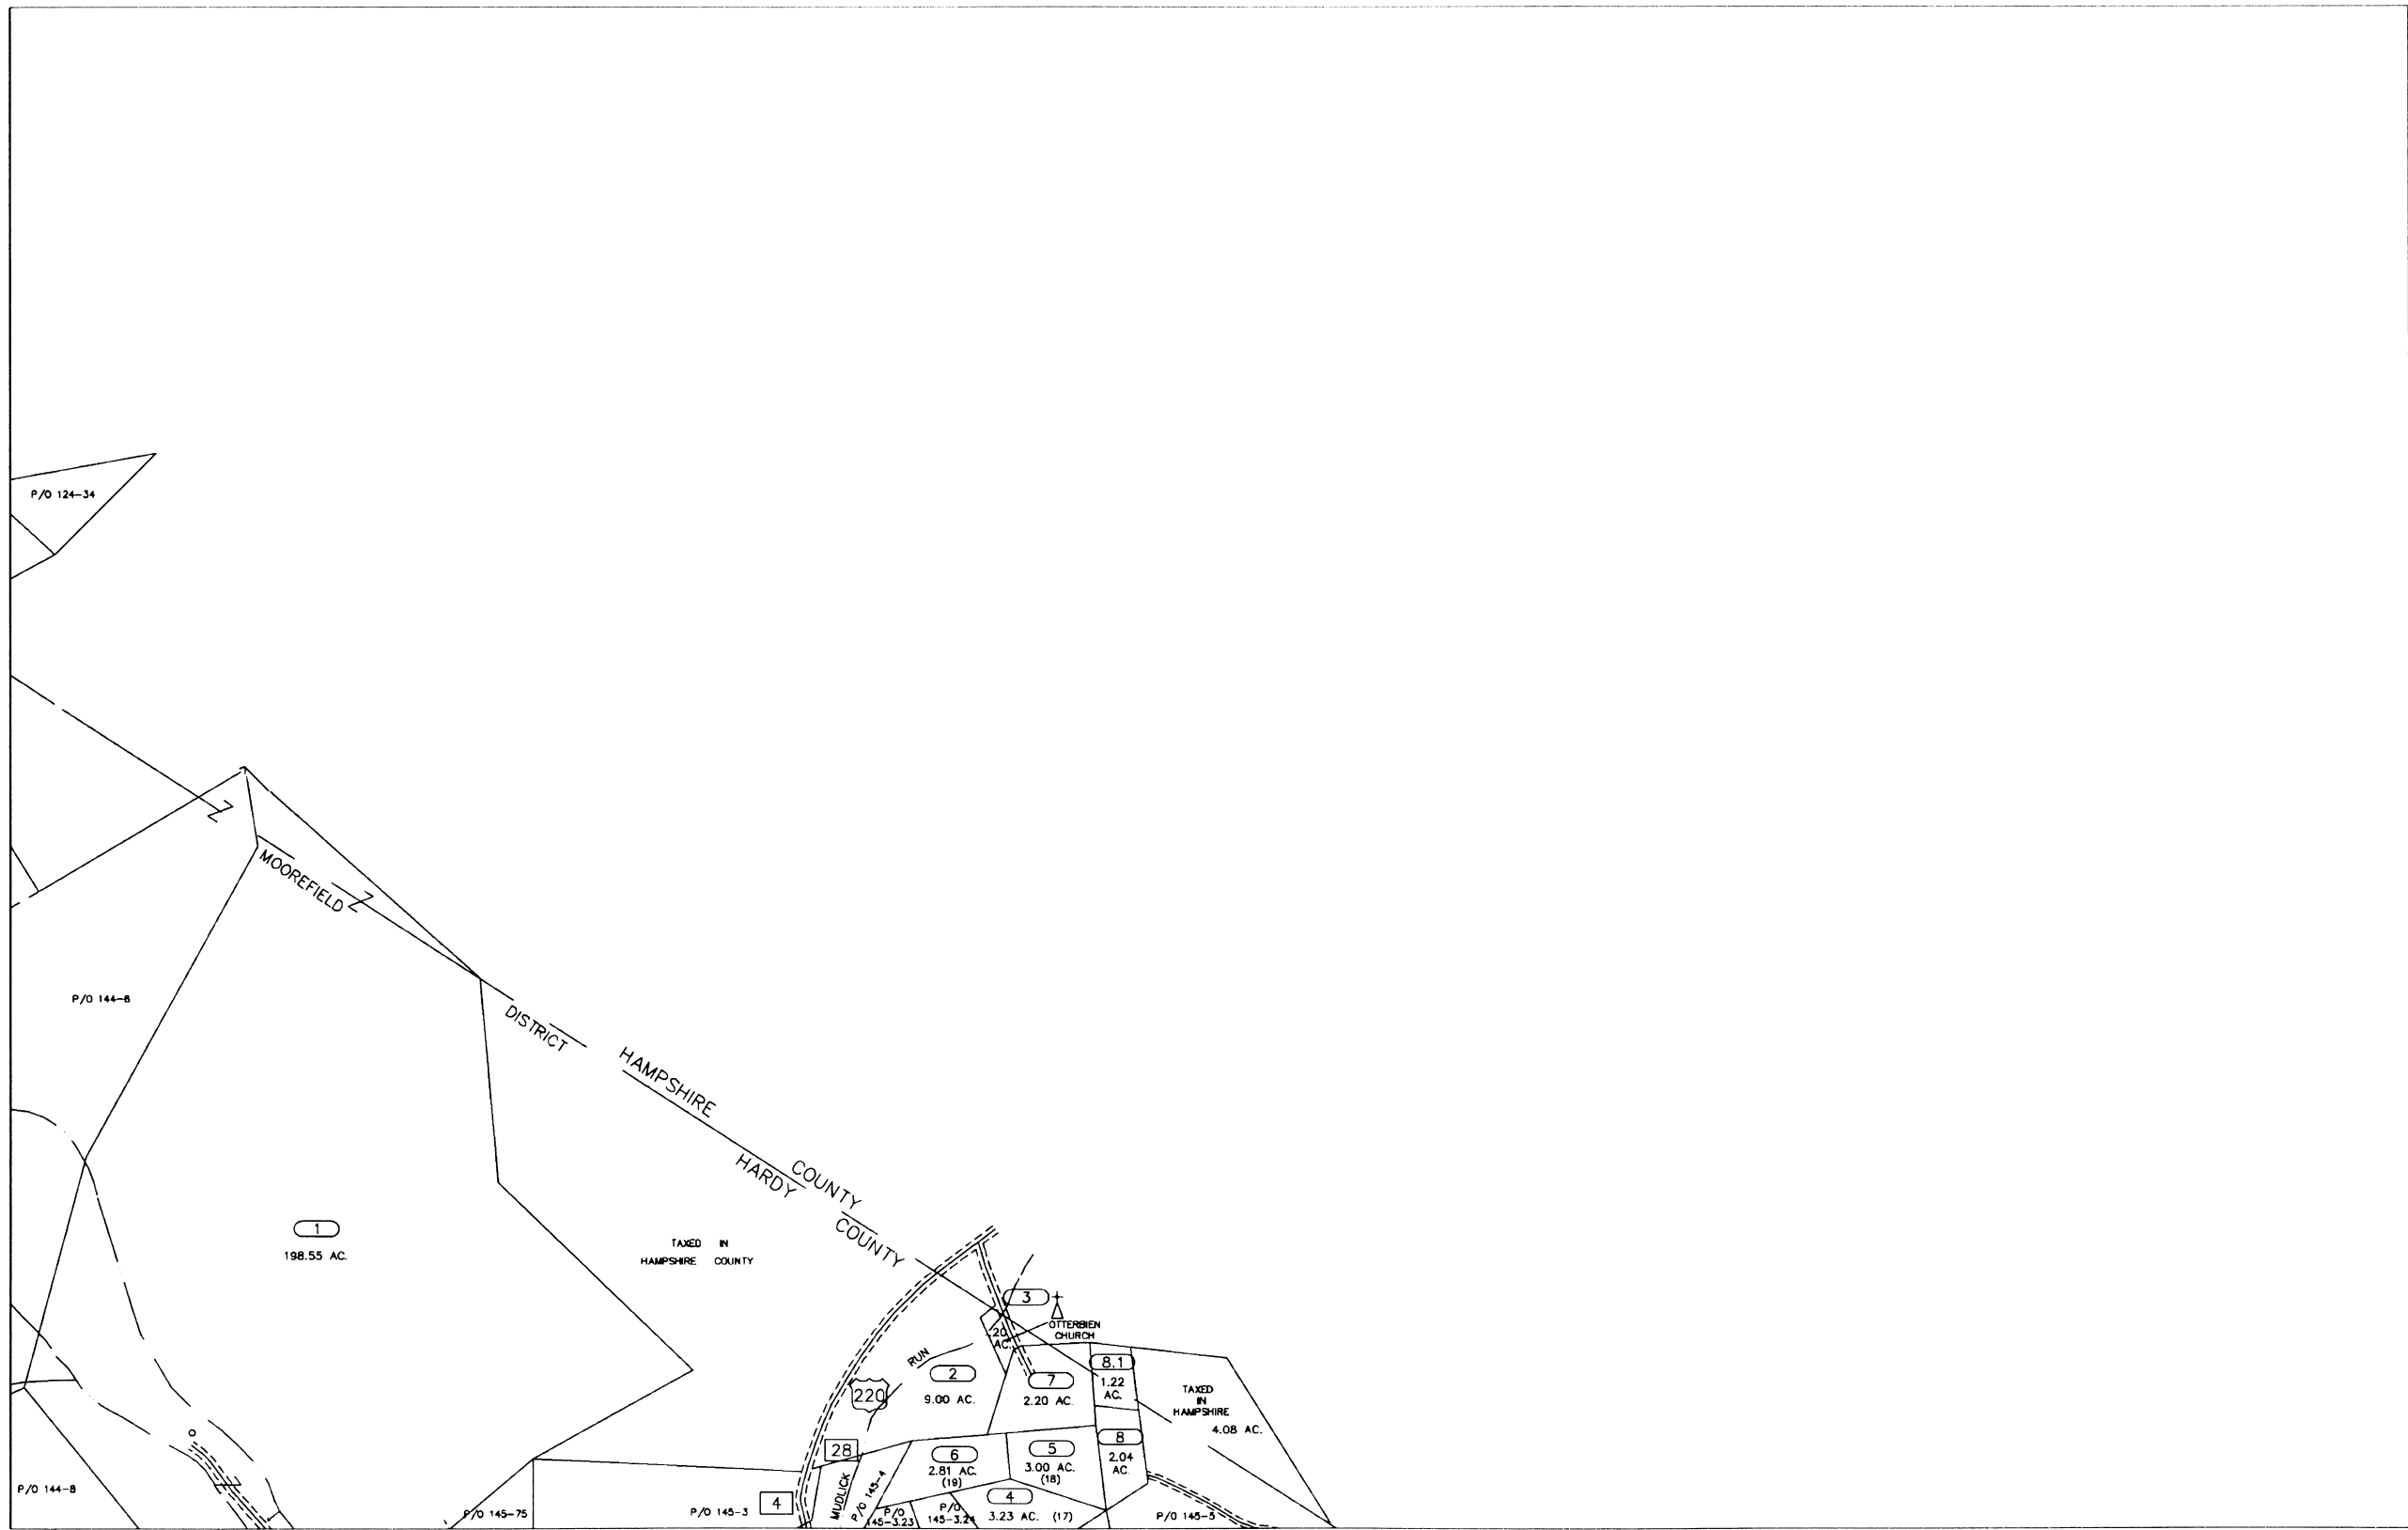 P/O 124-34
MOOREFIELD
P/O 144-6
DISTRICT
HAMPSHIRE
COUNTY
HARDY
COUNTY
1
198.55 AC.
TAXED IN
HAMPSHIRE COUNTY
3
.20
AC.
OTTERBIEN
CHURCH
RUN
2
9.00 AC.
220
7
2.20 AC.
8.1
1.22
AC.
TAXED
IN
HAMPSHIRE
4.08 AC.
28
6
2.81 AC.
(19)
5
3.00 AC.
(18)
8
2.04
AC.
P/O 144-8
P/O 145-75
P/O 145-3
4
MUDLICK
P/O 145-4
P/O
145-3.23
P/O
145-3.24
4
3.23 AC. (17)
P/O 145-5